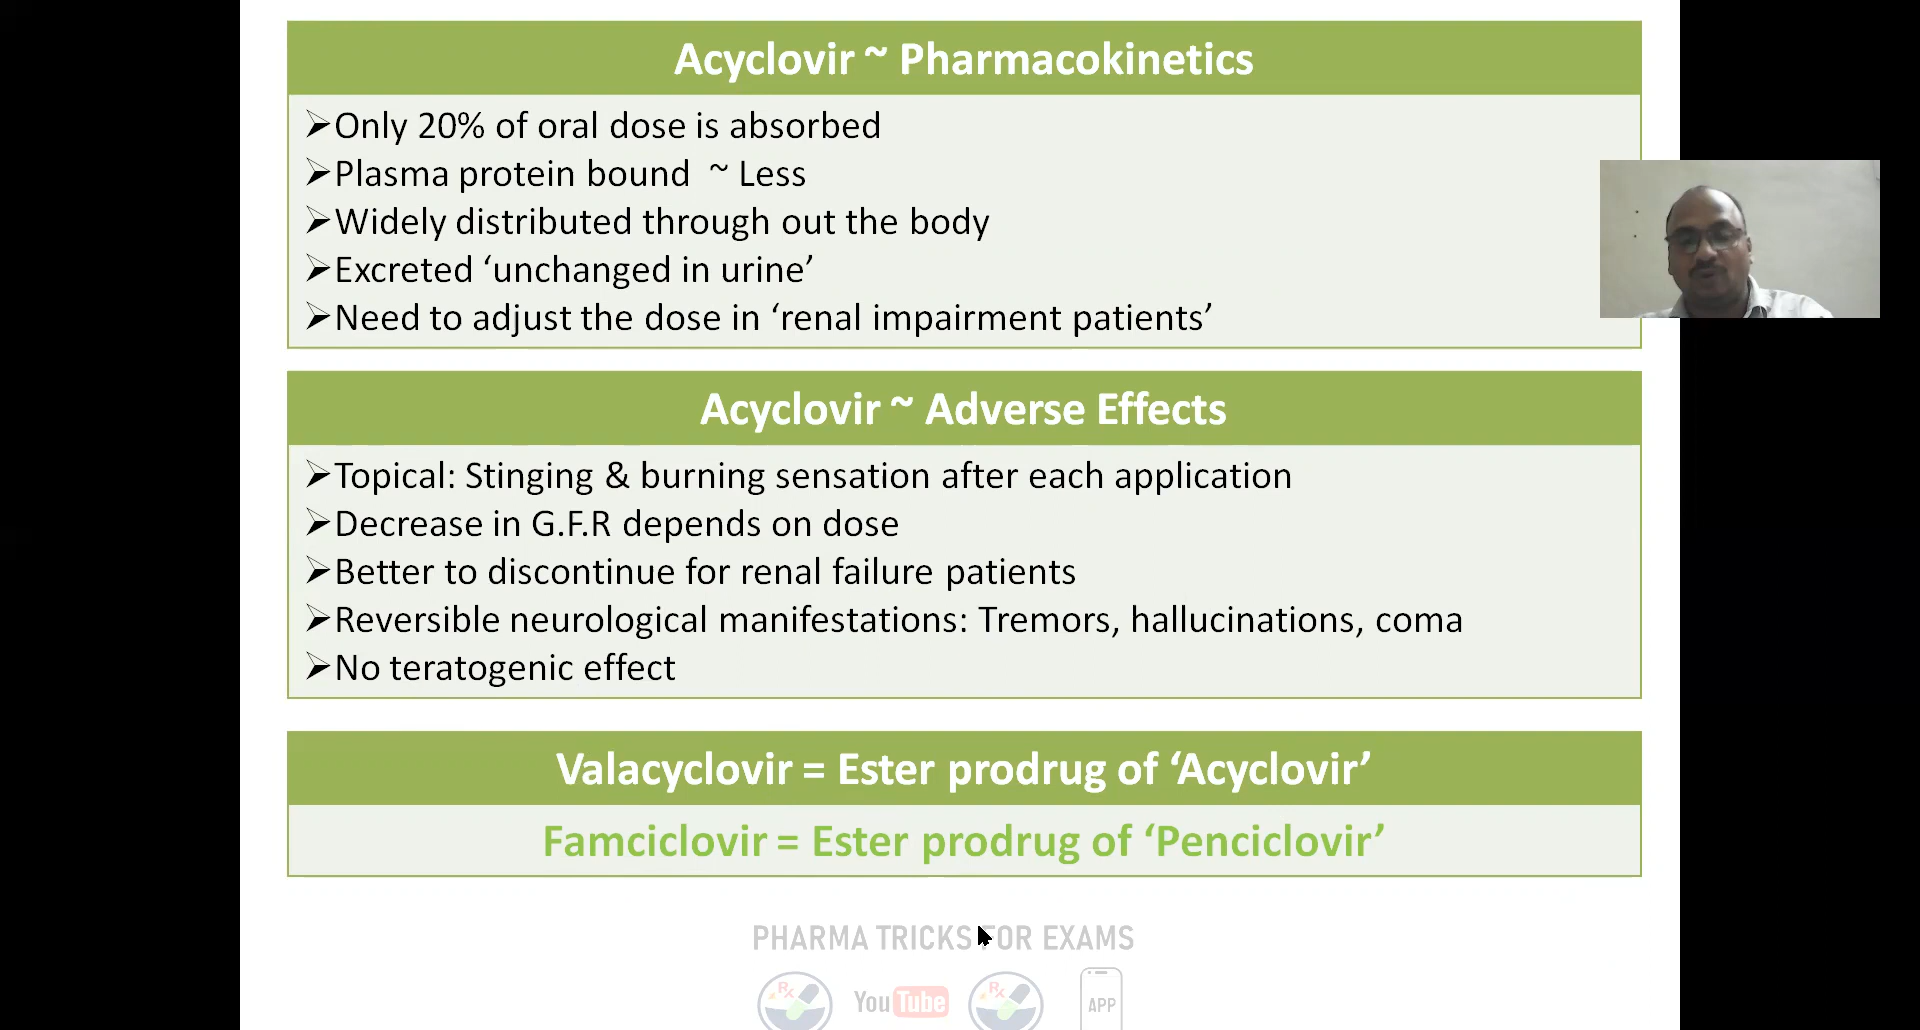 Acyclovir ~ Pharmacokinetics
➢Only 20% of oral dose is absorbed
➢Plasma protein bound ~ Less
➢Widely distributed through out the body
➢Excreted ‘unchanged in urine’
➢Need to adjust the dose in ‘renal impairment patients’
Acyclovir ~ Adverse Effects
➢Topical: Stinging & burning sensation after each application
➢Decrease in G.F.R depends on dose
➢Better to discontinue for renal failure patients
➢Reversible neurological manifestations: Tremors, hallucinations, coma
➢No teratogenic effect
Valacyclovir = Ester prodrug of ‘Acyclovir’
Famciclovir = Ester prodrug of ‘Penciclovir’
PHARMA TRICKS FOR EXAMS
Rx YouTube Rx APP